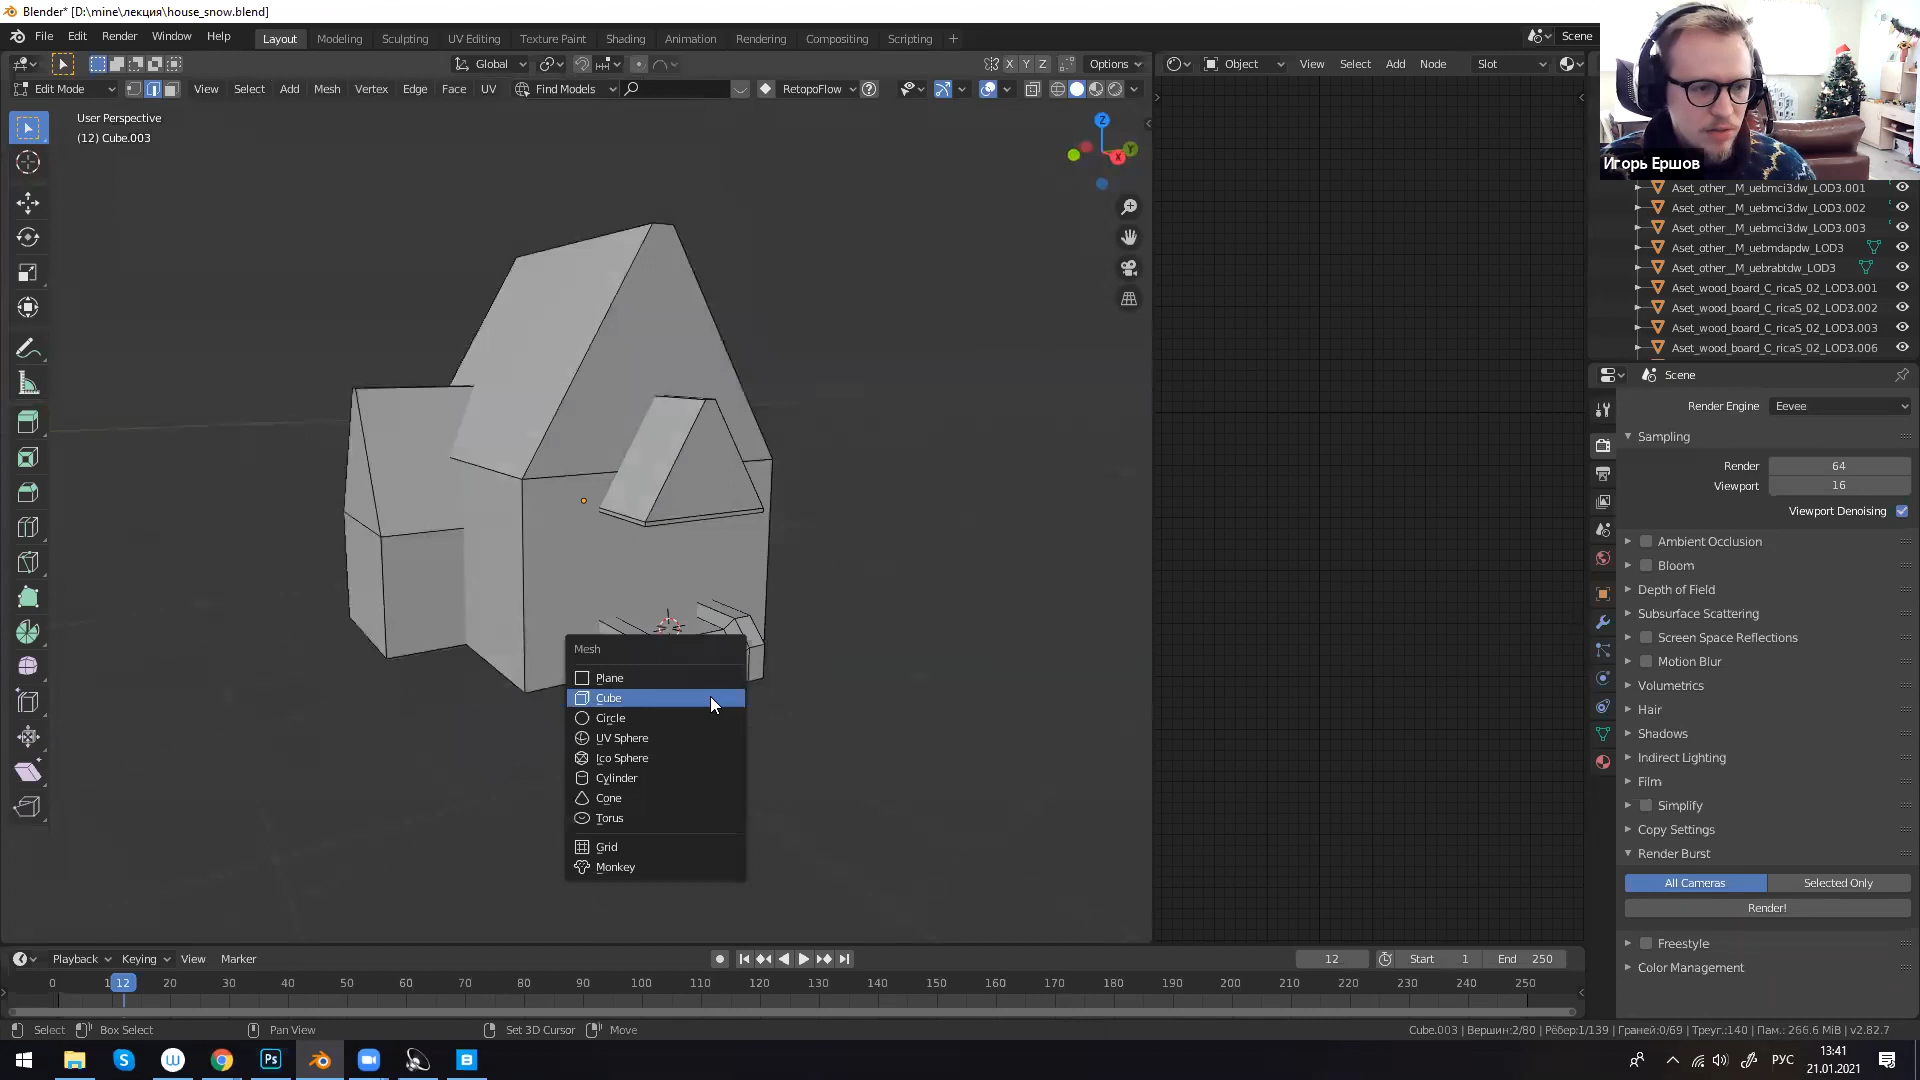 Blender* [D:\mine\лекция\house_snow.blend]
File Edit Render Window Help Layout Modeling Sculpting UV Editing Texture Paint Shading Animation Rendering Compositing Scripting + Scene
Global X Y Z Options Object View Select Add Node Slot
Edit Mode View Select Add Mesh Vertex Edge Face UV Find Models RetopoFlow
User Perspective
(12) Cube.003
Z
Y
X
Игорь Ершов
Aset_other__M_uebmci3dw_LOD3.001
Aset_other__M_uebmci3dw_LOD3.002
Aset_other__M_uebmci3dw_LOD3.003
Aset_other__M_uebmdapdw_LOD3
Aset_other__M_uebrabtdw_LOD3
Aset_wood_board_C_ricaS_02_LOD3.001
Aset_wood_board_C_ricaS_02_LOD3.002
Aset_wood_board_C_ricaS_02_LOD3.003
Aset_wood_board_C_ricaS_02_LOD3.006
Scene
Render Engine Eevee
Sampling
Render 64
Viewport 16
Viewport Denoising
Ambient Occlusion
Bloom
Depth of Field
Subsurface Scattering
Screen Space Reflections
Motion Blur
Volumetrics
Hair
Shadows
Indirect Lighting
Film
Simplify
Copy Settings
Render Burst
All Cameras Selected Only
Render!
Freestyle
Color Management
Mesh
Plane
Cube
Circle
UV Sphere
Ico Sphere
Cylinder
Cone
Torus
Grid
Monkey
Playback Keying View Marker 12 Start 1 End 250
0 12 20 30 40 50 60 70 80 90 100 110 120 130 140 150 160 170 180 190 200 210 220 230 240 250
Select Box Select Pan View Set 3D Cursor Move Cube.003 | Вершин:2/80 | Рёбер:1/139 | Граней:0/69 | Треуг.:140 | Пам.: 266.6 MiB | v2.82.7
РУС 13:41
21.01.2021